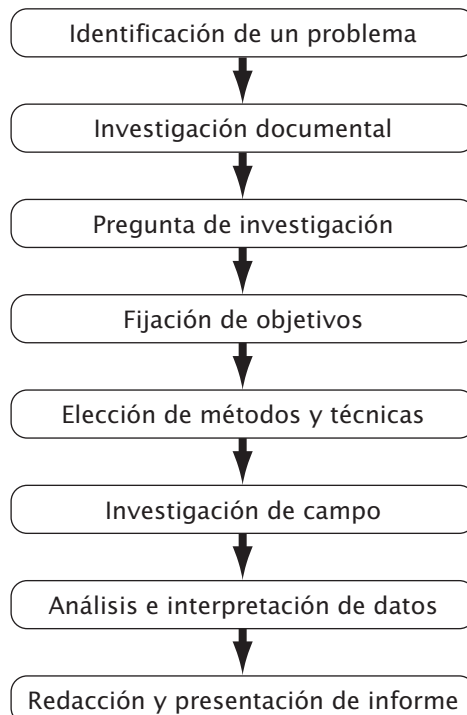 Identificación de un problema
Investigación documental
Pregunta de investigación
Fijación de objetivos
Elección de métodos y técnicas
Investigación de campo
Análisis e interpretación de datos
Redacción y presentación de informe